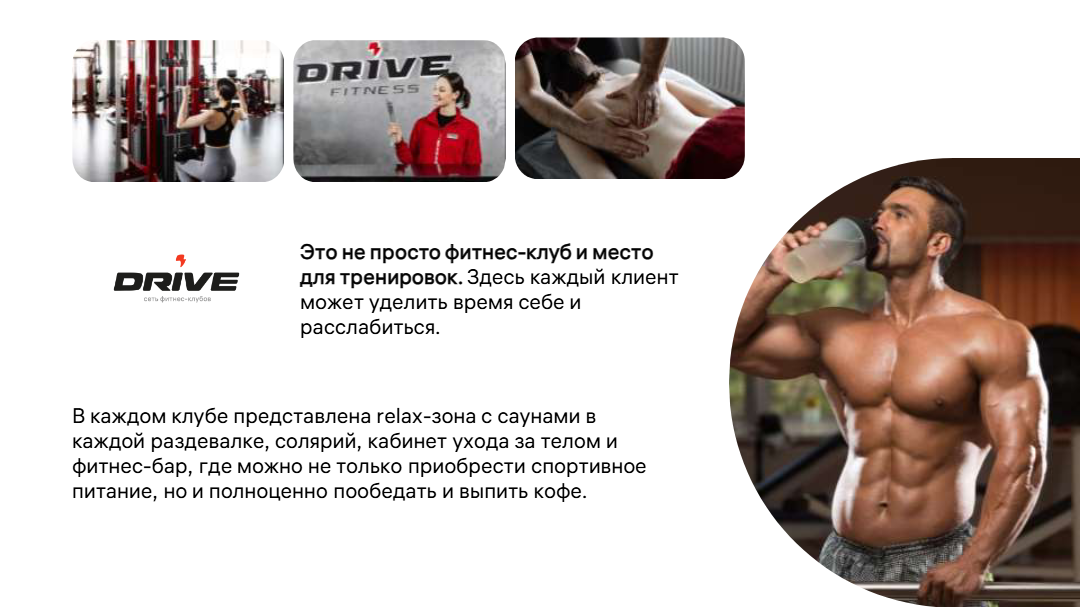 DRIVE
FITNESS
DRIVE
сеть фитнес-клубов
Это не просто фитнес-клуб и место
для тренировок. Здесь каждый клиент
может уделить время себе и
расслабиться.
В каждом клубе представлена relax-зона с саунами в
каждой раздевалке, солярий, кабинет ухода за телом и
фитнес-бар, где можно не только приобрести спортивное
питание, но и полноценно пообедать и выпить кофе.